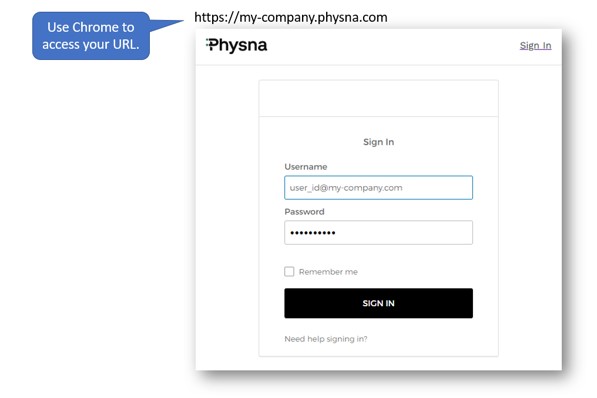 Use Chrome to
access your URL.
https://my-company.physna.com
Physna
Sign In
Sign In
Username
user_id@my-company.com
Password
••••••••••
Remember me
SIGN IN
Need help signing in?